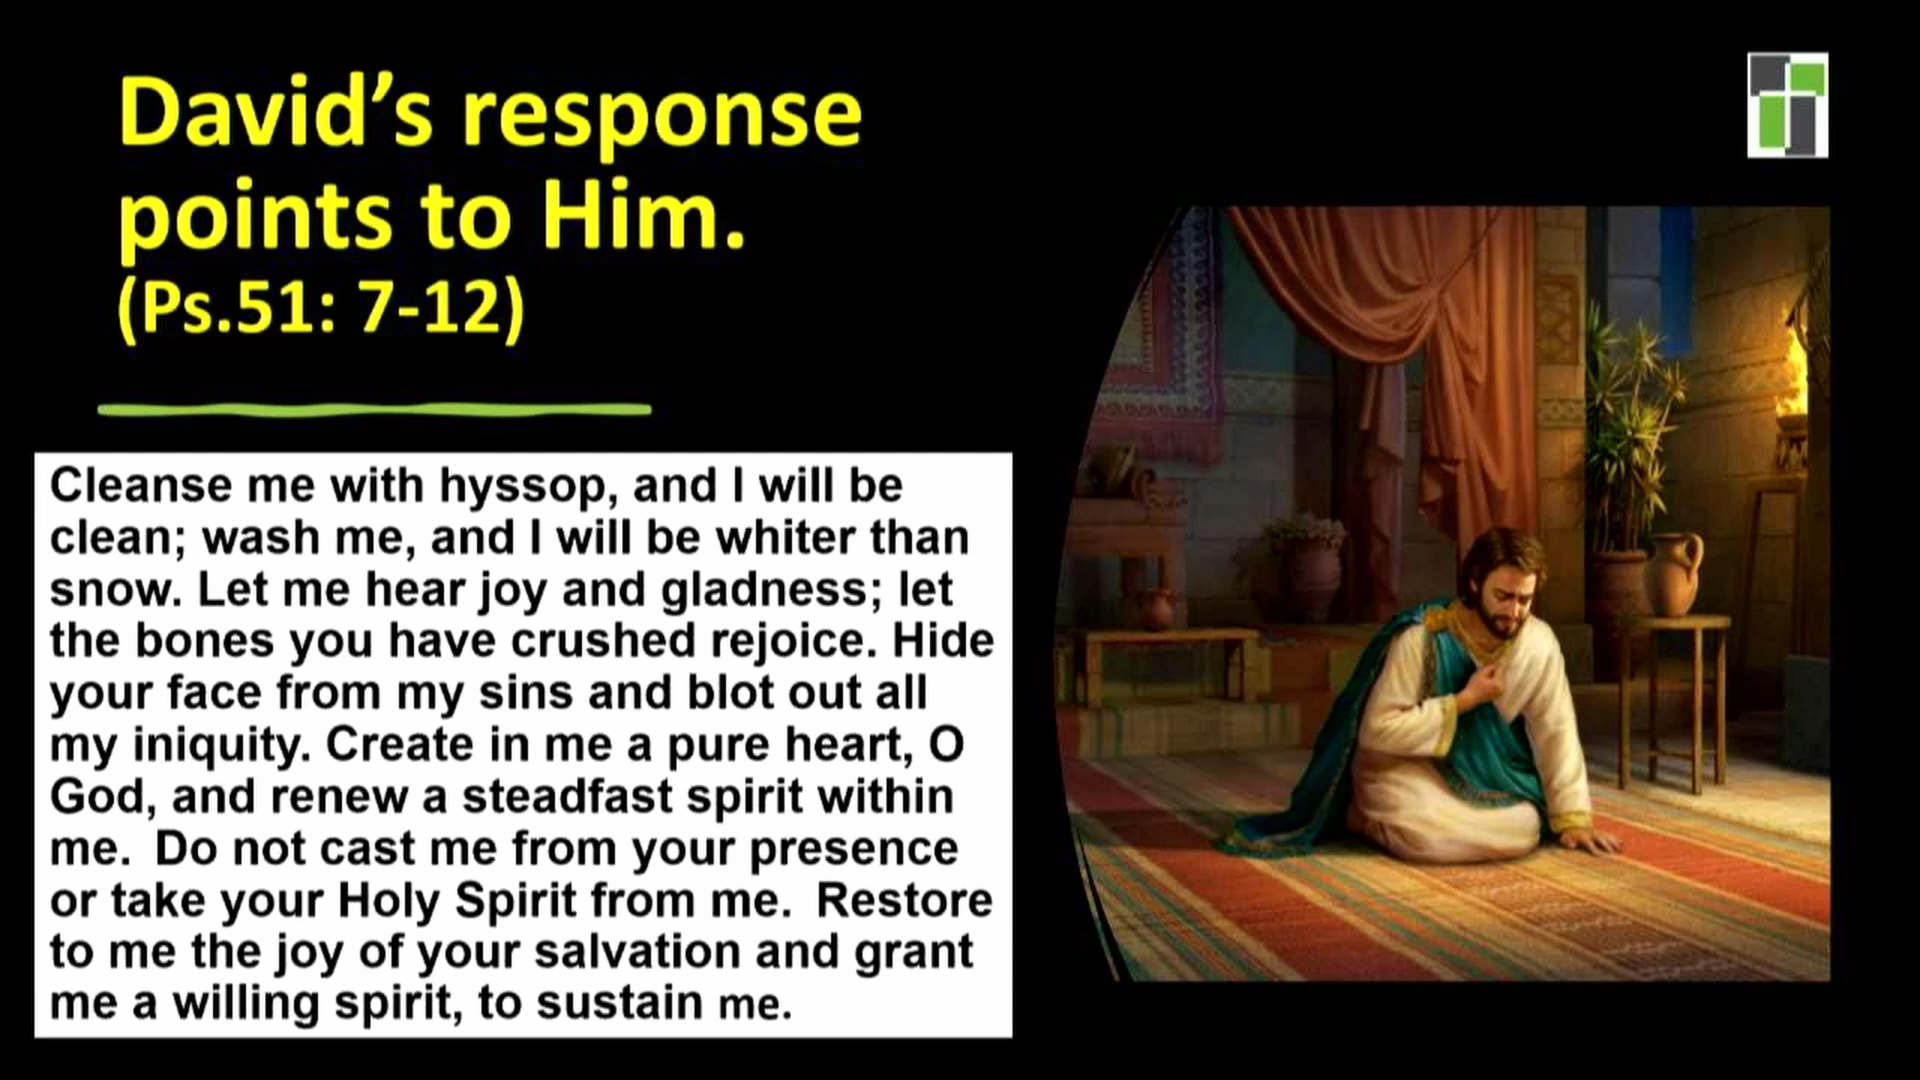 David’s response
points to Him.
(Ps.51: 7-12)
Cleanse me with hyssop, and I will be
clean; wash me, and I will be whiter than
snow. Let me hear joy and gladness; let
the bones you have crushed rejoice. Hide
your face from my sins and blot out all
my iniquity. Create in me a pure heart, O
God, and renew a steadfast spirit within
me.  Do not cast me from your presence
or take your Holy Spirit from me.  Restore
to me the joy of your salvation and grant
me a willing spirit, to sustain me.